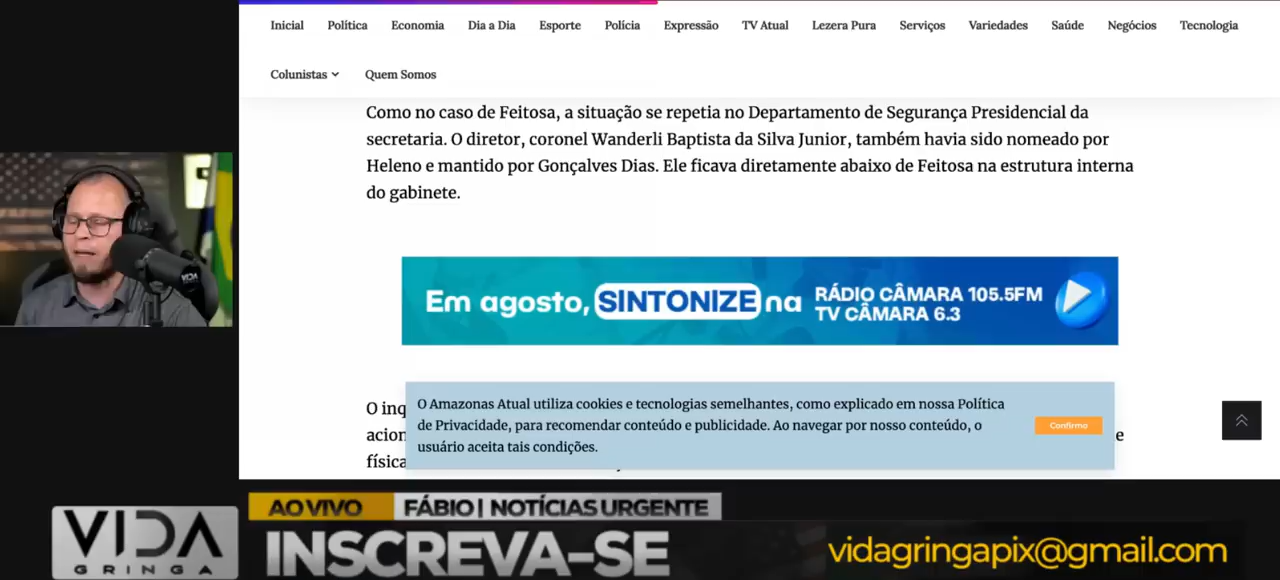 Inicial Política Economia Dia a Dia Esporte Polícia Expressão TV Atual Lezera Pura Serviços Variedades Saúde Negócios Tecnologia
Colunistas Quem Somos
Como no caso de Feitosa, a situação se repetia no Departamento de Segurança Presidencial da
secretaria. O diretor, coronel Wanderli Baptista da Silva Junior, também havia sido nomeado por
Heleno e mantido por Gonçalves Dias. Ele ficava diretamente abaixo de Feitosa na estrutura interna
do gabinete.
Em agosto, SINTONIZE na RÁDIO CÂMARA 105.5FM
TV CÂMARA 6.3
O inq
acion
física
O Amazonas Atual utiliza cookies e tecnologias semelhantes, como explicado em nossa Política
de Privacidade, para recomendar conteúdo e publicidade. Ao navegar por nosso conteúdo, o
usuário aceita tais condições.
Confirmo
e
VIDA
GRINGA
AO VIVO FÁBIO | NOTÍCIAS URGENTE
INSCREVA-SE
vidagringapix@gmail.com